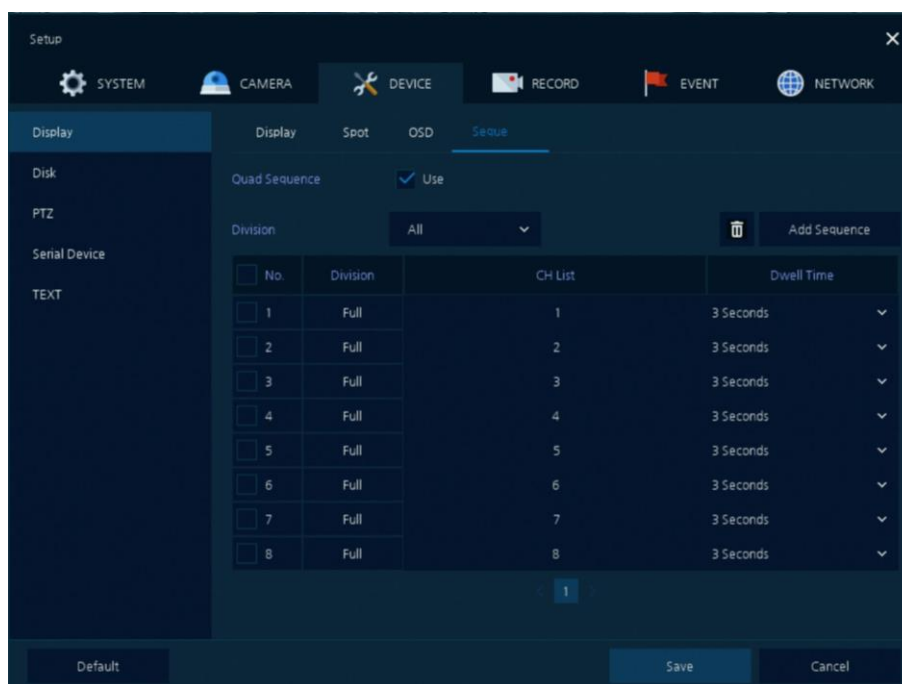 Setup
SYSTEM CAMERA DEVICE RECORD EVENT NETWORK
Display Display Spot OSD Seque
Disk
PTZ
Serial Device
TEXT
Quad Sequence Use
Division All Add Sequence
No. Division CH List Dwell Time
1 Full 1 3 Seconds
2 Full 2 3 Seconds
3 Full 3 3 Seconds
4 Full 4 3 Seconds
5 Full 5 3 Seconds
6 Full 6 3 Seconds
7 Full 7 3 Seconds
8 Full 8 3 Seconds
1
Default Save Cancel